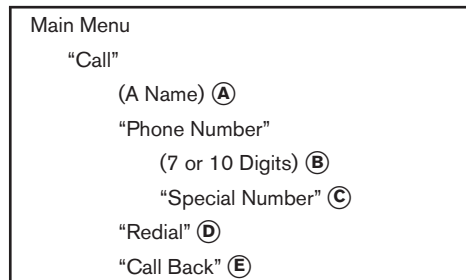 Main Menu
“Call”
(A Name) Ⓐ
“Phone Number”
(7 or 10 Digits) Ⓑ
“Special Number” Ⓒ
“Redial” Ⓓ
“Call Back” Ⓔ